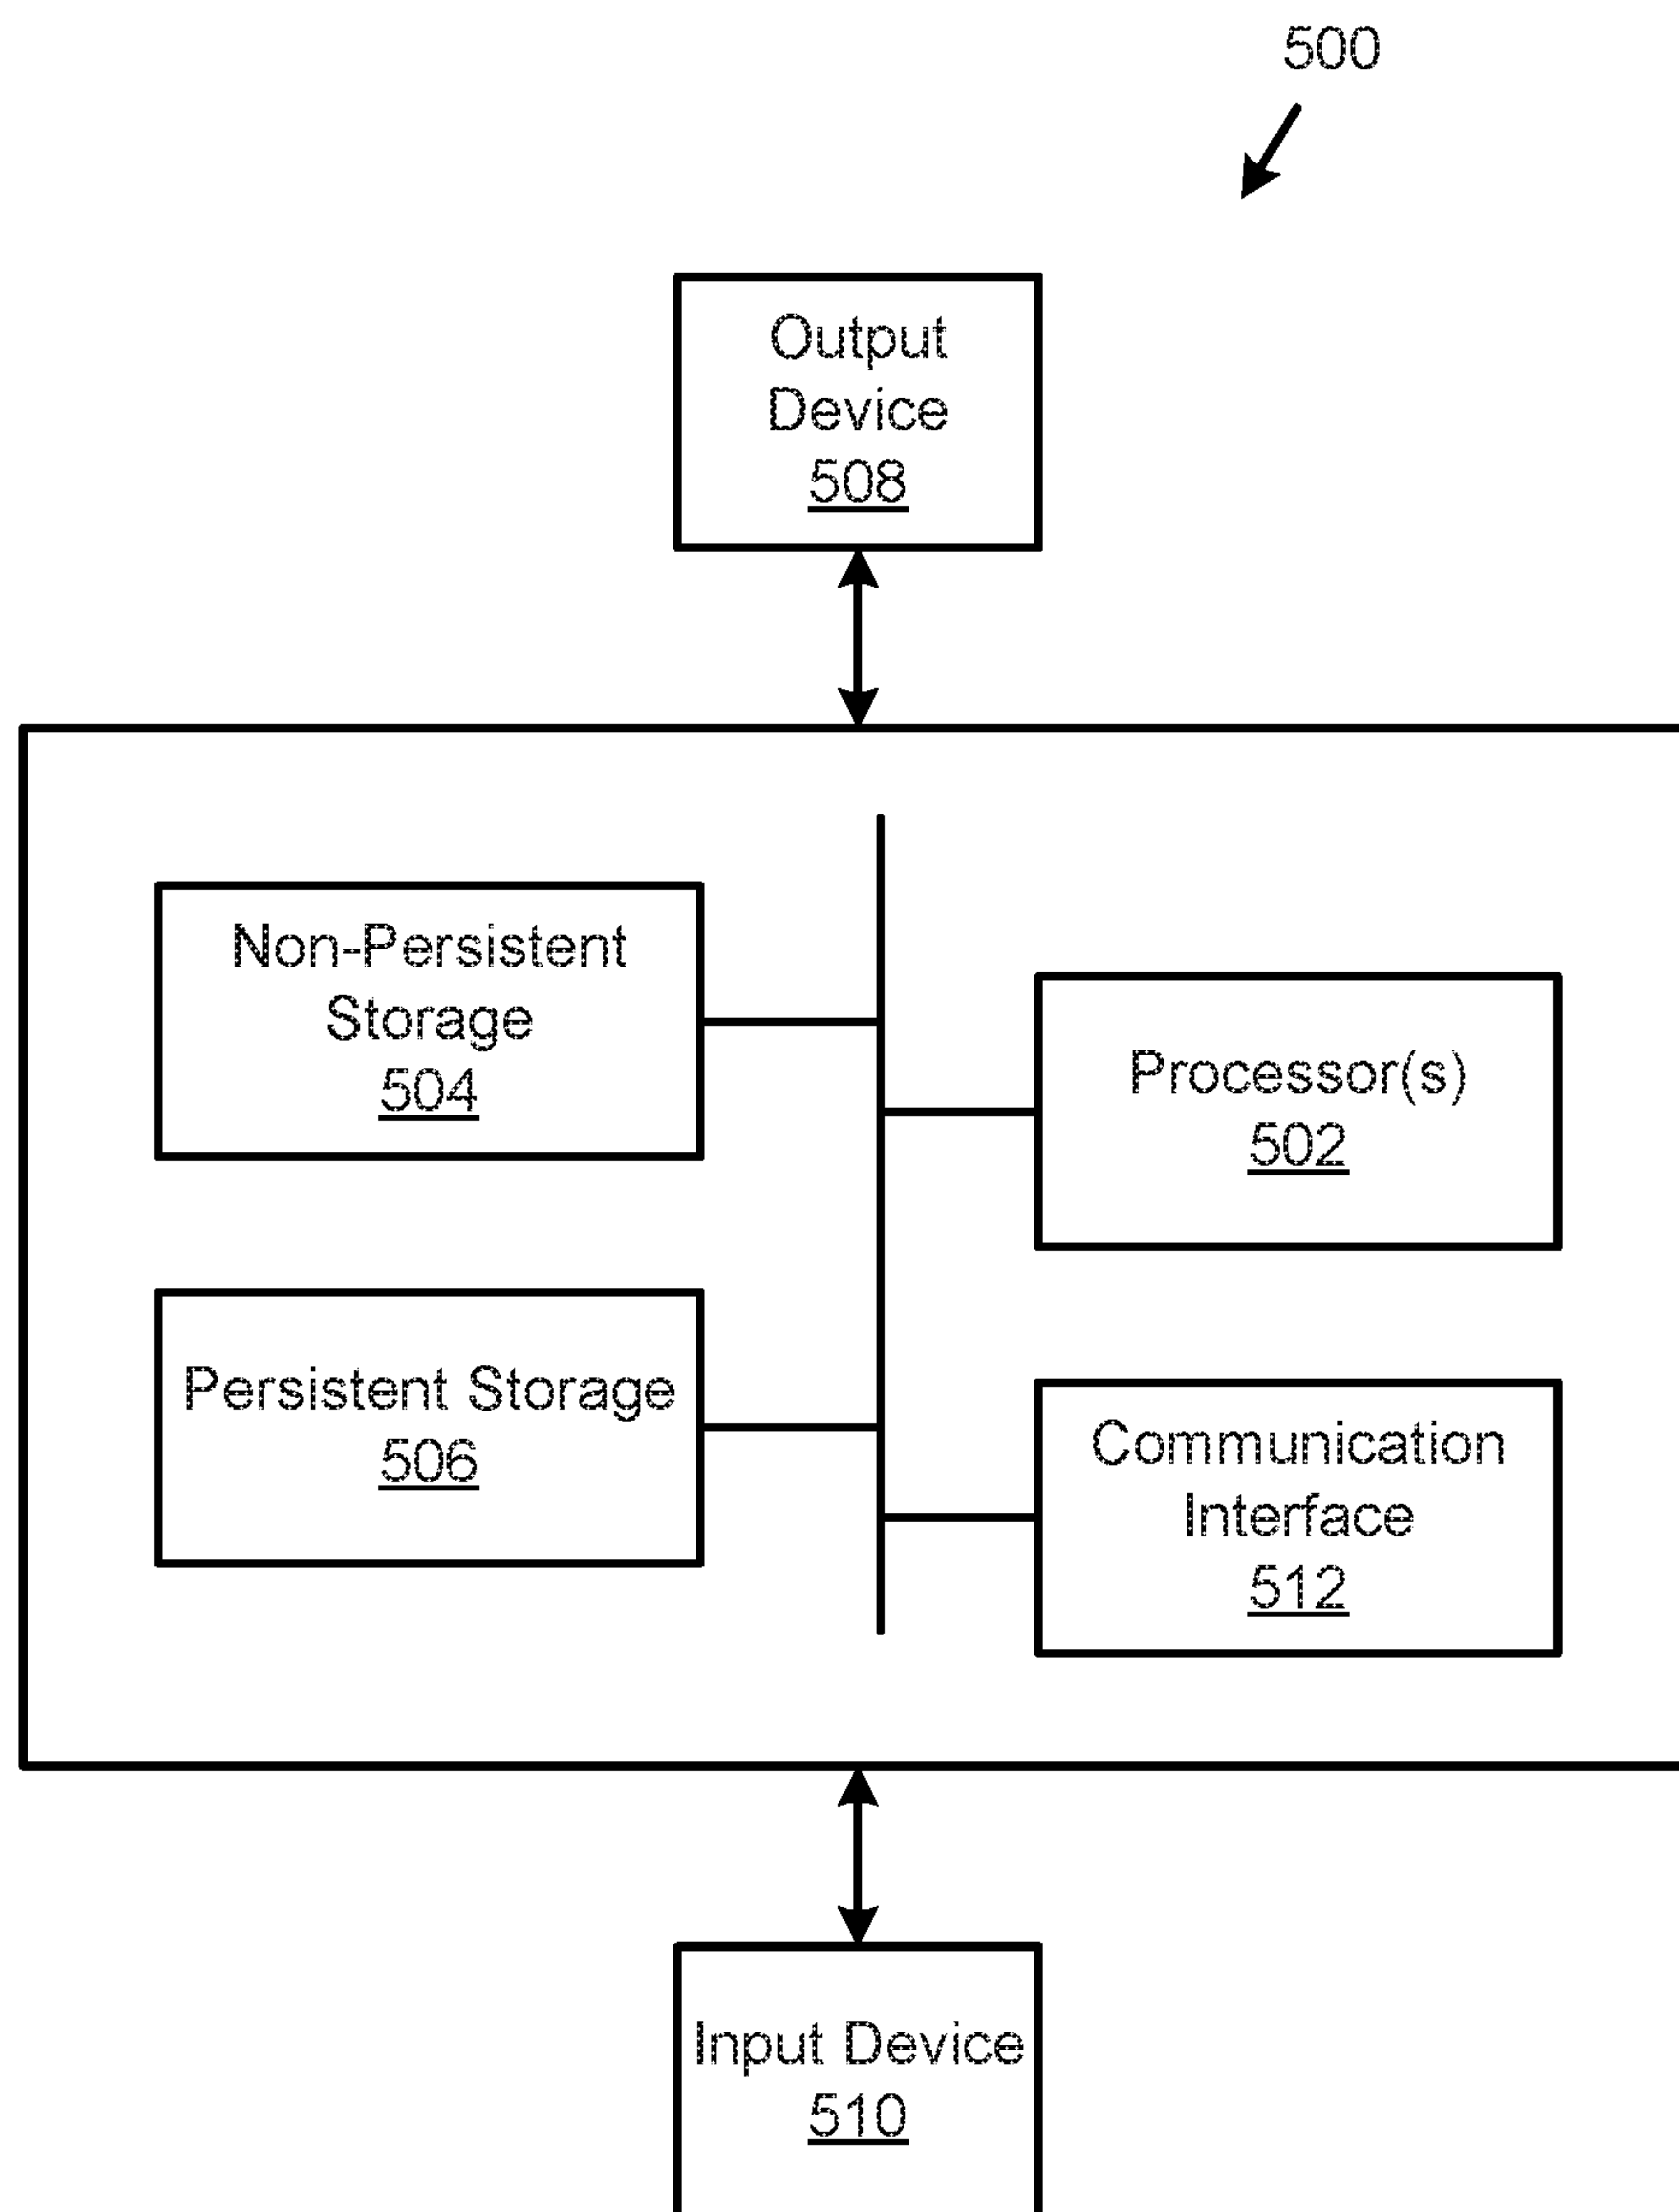 500
Output
Device
508
Non-Persistent
Storage
504
Processor(s)
502
Persistent Storage
506
Communication
Interface
512
Input Device
510